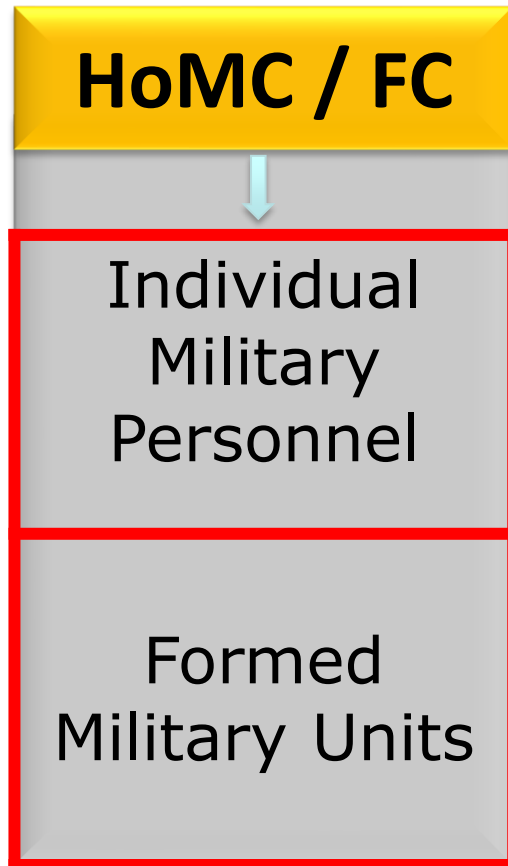 HoMC / FC
Individual
Military
Personnel
Formed
Military Units